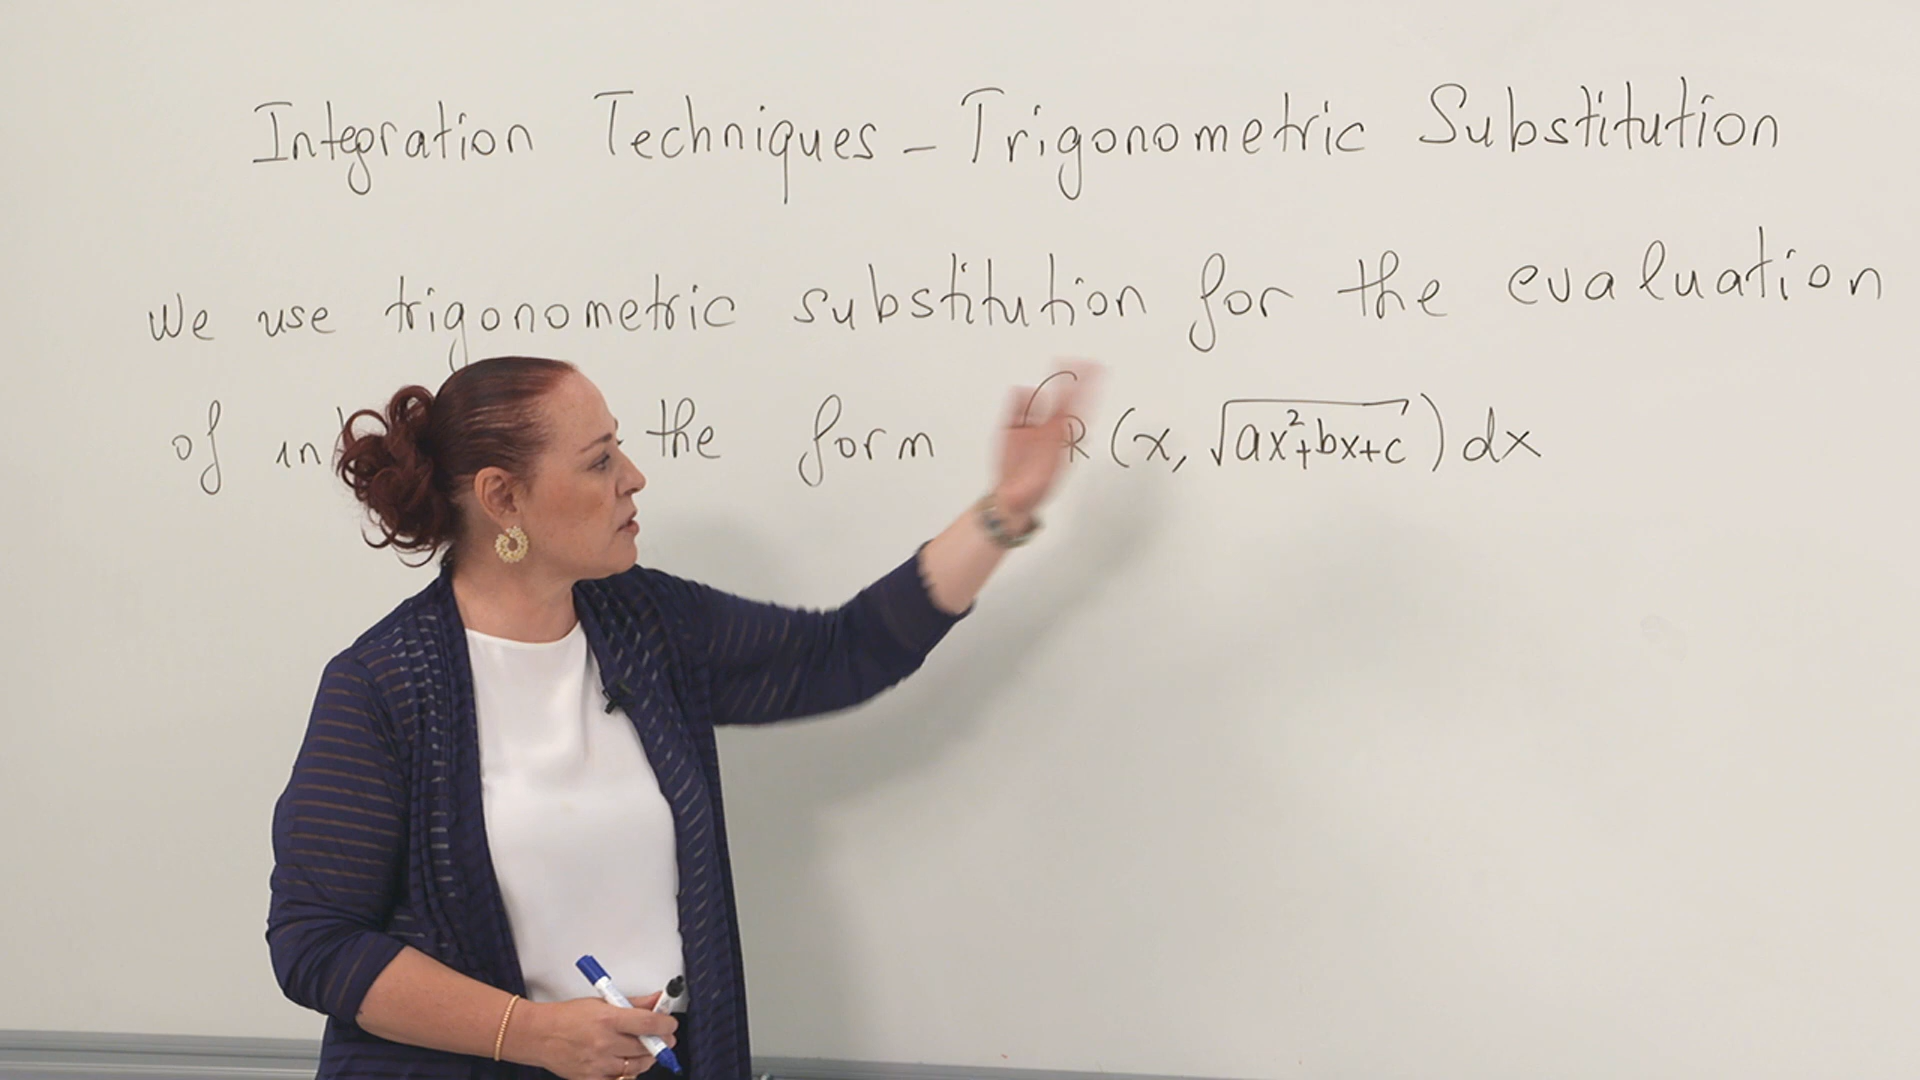 Integration Techniques - Trigonometric Substitution
We use trigonometric substitution for the evaluation
of the form ∫R(x, √(ax²+bx+c)) dx